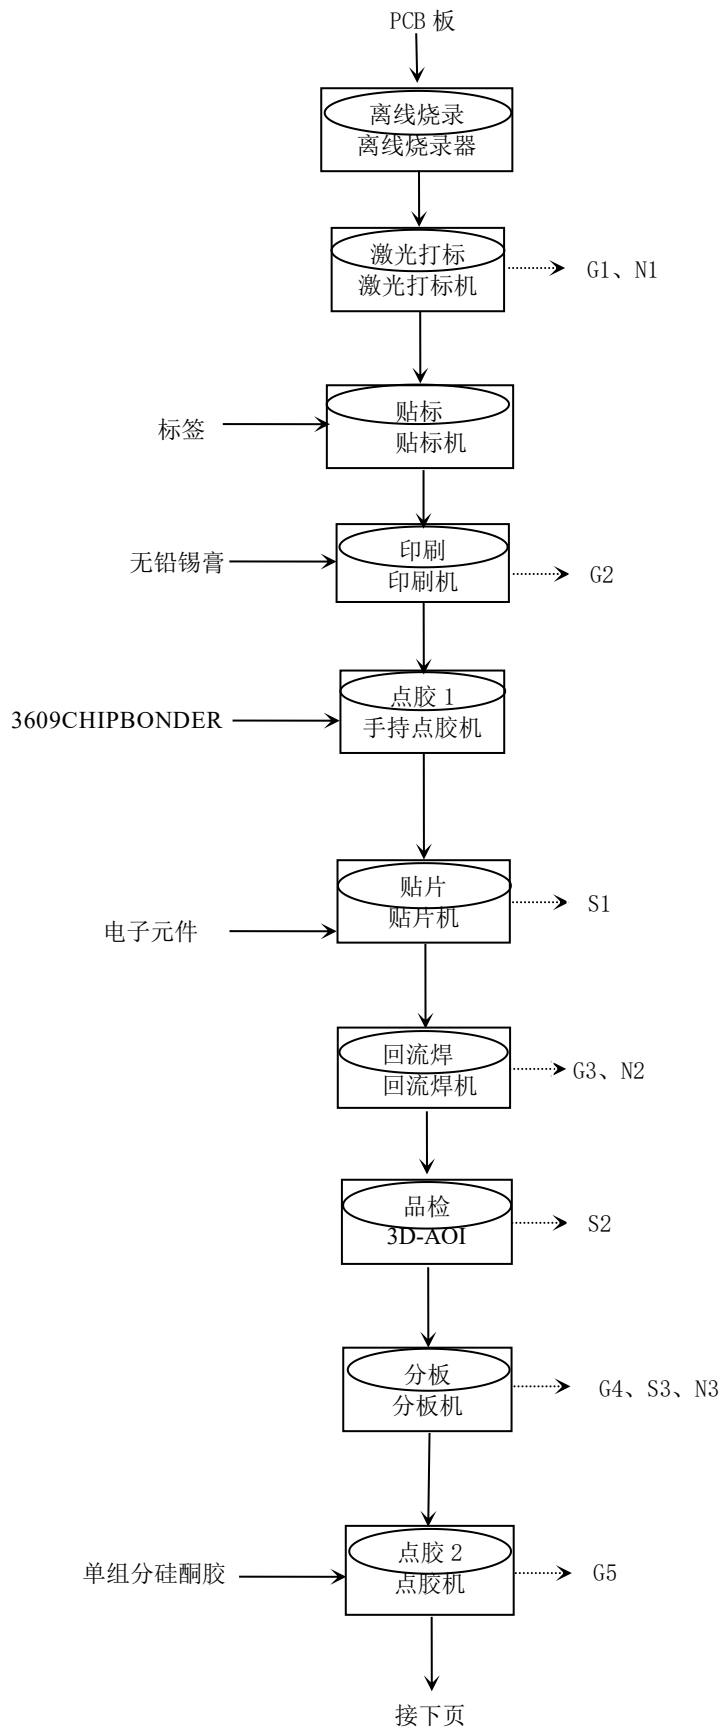 PCB 板
离线烧录
离线烧录器
激光打标
激光打标机
G1、N1
标签
贴标
贴标机
无铅锡膏
印刷
印刷机
G2
3609CHIPBONDER
点胶 1
手持点胶机
电子元件
贴片
贴片机
S1
回流焊
回流焊机
G3、N2
品检
3D-AOI
S2
分板
分板机
G4、S3、N3
单组分硅酮胶
点胶 2
点胶机
G5
接下页